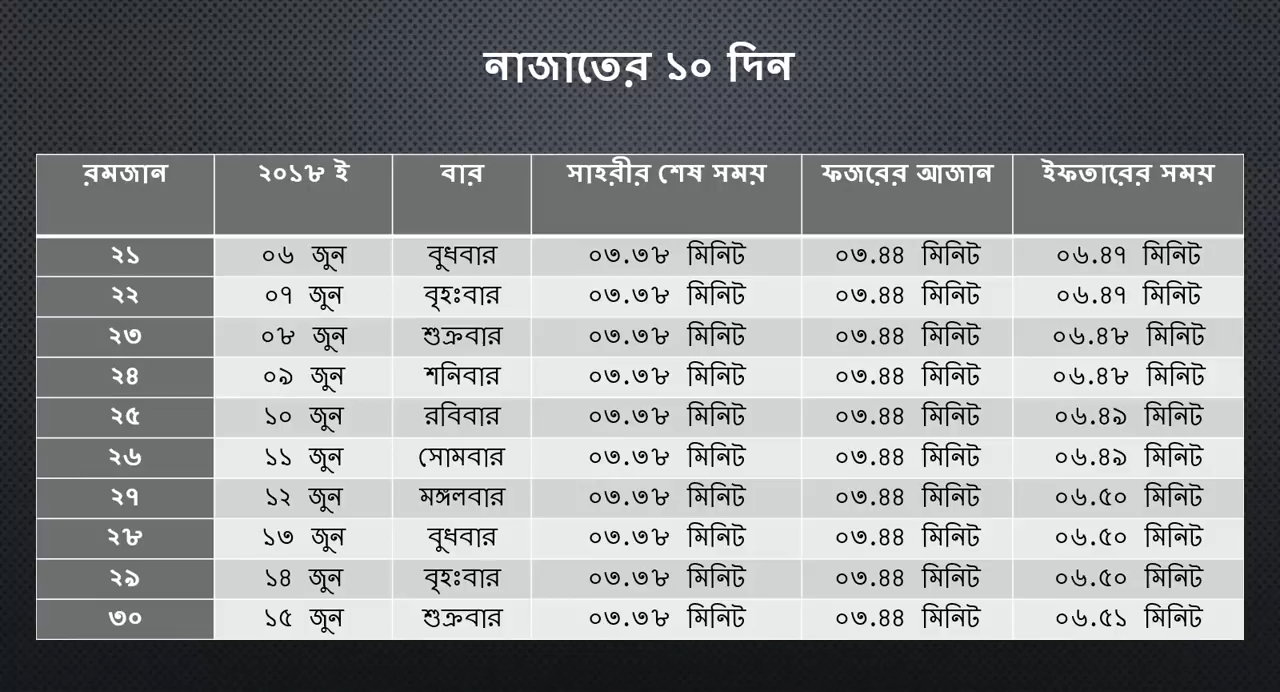 নাজাতের ১০ দিন
রমজান ২০১৮ ই বার সাহরীর শেষ সময় ফজরের আজান ইফতারের সময়
২১ ০৬ জুন বুধবার ০৩.৩৮ মিনিট ০৩.৪৪ মিনিট ০৬.৪৭ মিনিট
২২ ০৭ জুন বৃহঃবার ০৩.৩৮ মিনিট ০৩.৪৪ মিনিট ০৬.৪৭ মিনিট
২৩ ০৮ জুন শুক্রবার ০৩.৩৮ মিনিট ০৩.৪৪ মিনিট ০৬.৪৮ মিনিট
২৪ ০৯ জুন শনিবার ০৩.৩৮ মিনিট ০৩.৪৪ মিনিট ০৬.৪৮ মিনিট
২৫ ১০ জুন রবিবার ০৩.৩৮ মিনিট ০৩.৪৪ মিনিট ০৬.৪৯ মিনিট
২৬ ১১ জুন সোমবার ০৩.৩৮ মিনিট ০৩.৪৪ মিনিট ০৬.৪৯ মিনিট
২৭ ১২ জুন মঙ্গলবার ০৩.৩৮ মিনিট ০৩.৪৪ মিনিট ০৬.৫০ মিনিট
২৮ ১৩ জুন বুধবার ০৩.৩৮ মিনিট ০৩.৪৪ মিনিট ০৬.৫০ মিনিট
২৯ ১৪ জুন বৃহঃবার ০৩.৩৮ মিনিট ০৩.৪৪ মিনিট ০৬.৫০ মিনিট
৩০ ১৫ জুন শুক্রবার ০৩.৩৮ মিনিট ০৩.৪৪ মিনিট ০৬.৫১ মিনিট